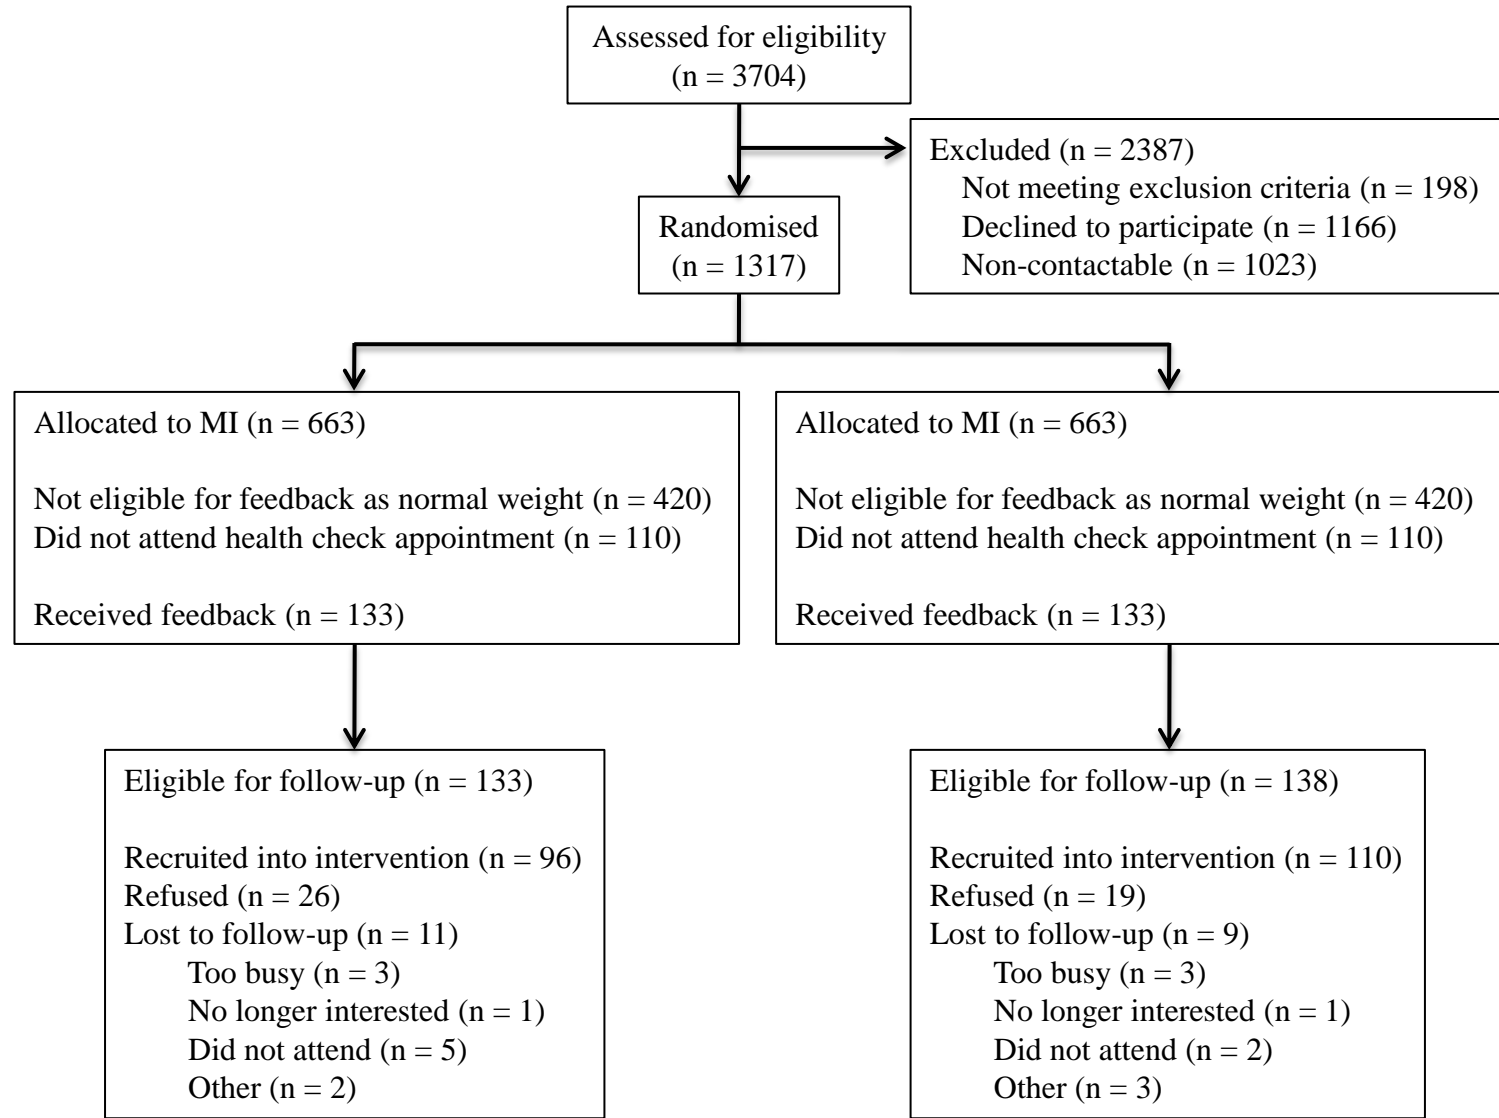 Assessed for eligibility
(n = 3704)
Excluded (n = 2387)
Not meeting exclusion criteria (n = 198)
Declined to participate (n = 1166)
Non-contactable (n = 1023)
Randomised
(n = 1317)
Allocated to MI (n = 663)
Not eligible for feedback as normal weight (n = 420)
Did not attend health check appointment (n = 110)
Received feedback (n = 133)
Allocated to MI (n = 663)
Not eligible for feedback as normal weight (n = 420)
Did not attend health check appointment (n = 110)
Received feedback (n = 133)
Eligible for follow-up (n = 133)
Recruited into intervention (n = 96)
Refused (n = 26)
Lost to follow-up (n = 11)
Too busy (n = 3)
No longer interested (n = 1)
Did not attend (n = 5)
Other (n = 2)
Eligible for follow-up (n = 138)
Recruited into intervention (n = 110)
Refused (n = 19)
Lost to follow-up (n = 9)
Too busy (n = 3)
No longer interested (n = 1)
Did not attend (n = 2)
Other (n = 3)